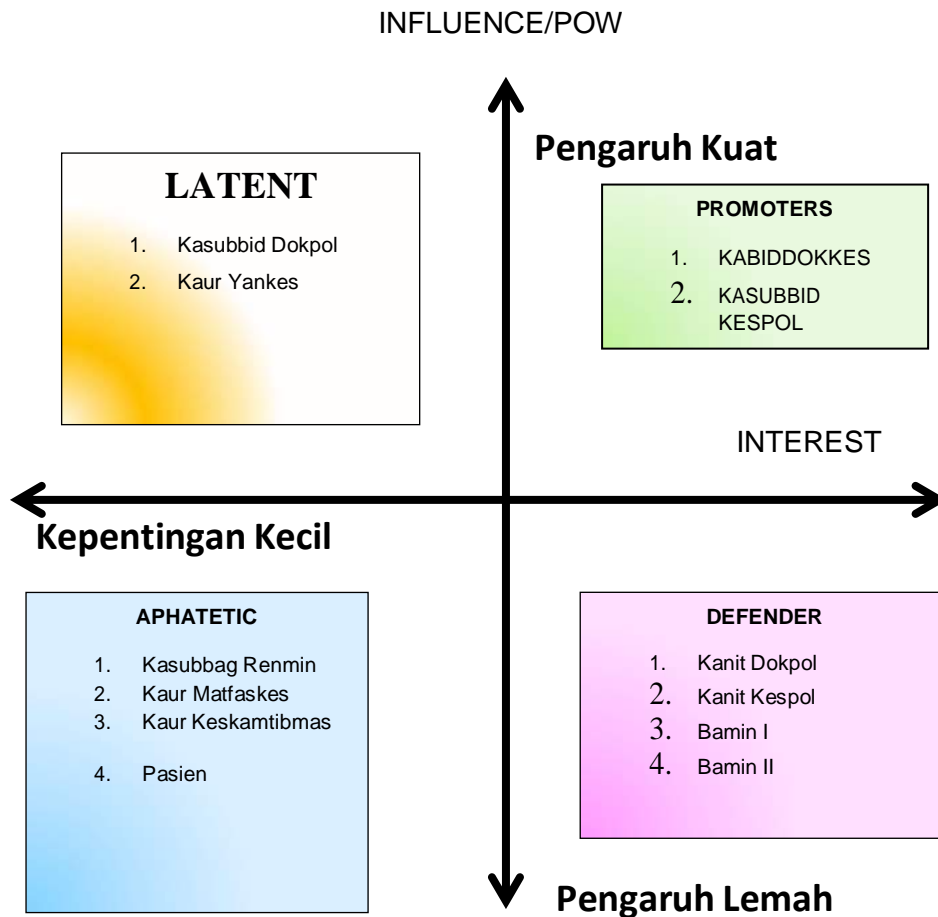 INFLUENCE/POW
Pengaruh Kuat
LATENT
1. Kasubbid Dokpol
2. Kaur Yankes
PROMOTERS
1. KABIDDOKKES
2. KASUBBID
KESPOL
INTEREST
Kepentingan Kecil
APHATETIC
1. Kasubbag Renmin
2. Kaur Matfaskes
3. Kaur Keskamtibmas
4. Pasien
DEFENDER
1. Kanit Dokpol
2. Kanit Kespol
3. Bamin I
4. Bamin II
Pengaruh Lemah